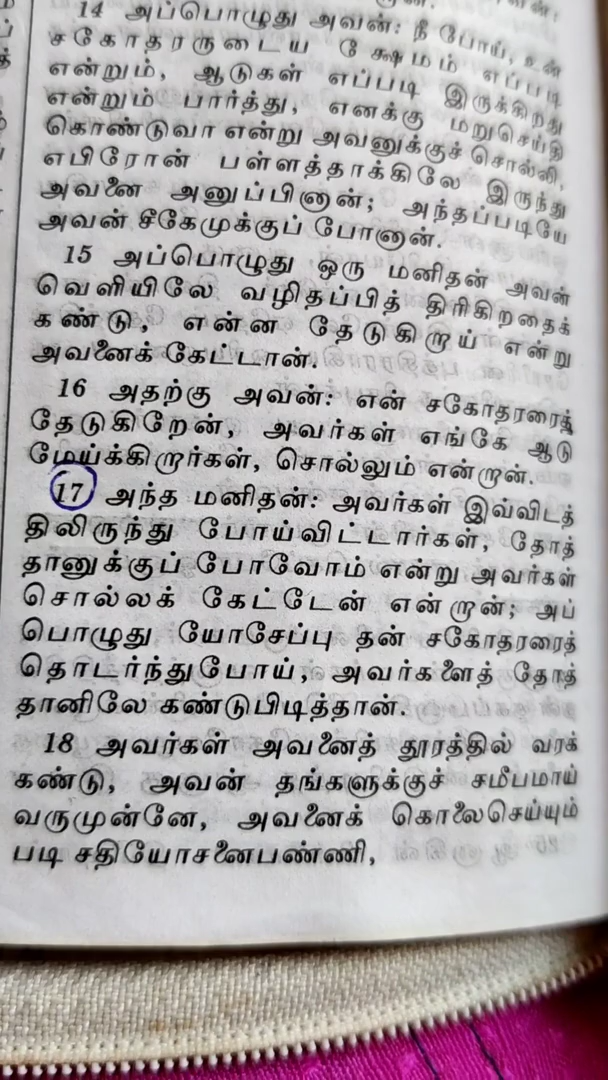 14 அப்பொழுது அவன்: நீ போய், உன்
சகோதரருடைய க்ஷேமம் எப்படி
என்றும், ஆடுகள் எப்படி இருக்கிறது
என்றும் பார்த்து, எனக்கு மறுசெய்தி
கொண்டுவா என்று அவனுக்குச் சொல்லி,
எபிரோன் பள்ளத்தாக்கிலே இருந்து
அவனை அனுப்பினான்; அந்தப்படியே
அவன் சீகேமுக்குப் போனான்.
15 அப்பொழுது ஒரு மனிதன் அவன்
வெளியிலே வழிதப்பித் திரிகிறதைக்
கண்டு, என்ன தேடுகிறாய் என்று
அவனைக் கேட்டான்.
16 அதற்கு அவன்: என் சகோதரரைத்
தேடுகிறேன், அவர்கள் எங்கே ஆடு
மேய்க்கிறார்கள், சொல்லும் என்றான்.
17 அந்த மனிதன்: அவர்கள் இவ்விடத்
திலிருந்து போய்விட்டார்கள், தோத்
தானுக்குப் போவோம் என்று அவர்கள்
சொல்லக் கேட்டேன் என்றான்; அப்
பொழுது யோசேப்பு தன் சகோதரரைத்
தொடர்ந்துபோய், அவர்களைத் தோத்
தானிலே கண்டுபிடித்தான்.
18 அவர்கள் அவனைத் தூரத்தில் வரக்
கண்டு, அவன் தங்களுக்குச் சமீபமாய்
வருமுன்னே, அவனைக் கொலைசெய்யும்
படி சதியோசனைபண்ணி,